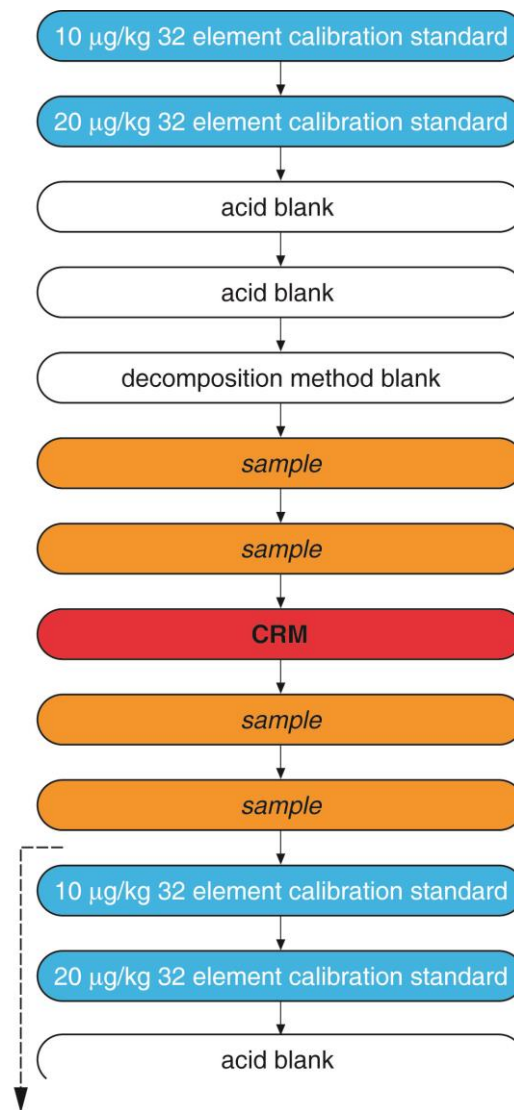 10 μg/kg 32 element calibration standard
20 μg/kg 32 element calibration standard
acid blank
acid blank
decomposition method blank
sample
sample
CRM
sample
sample
10 μg/kg 32 element calibration standard
20 μg/kg 32 element calibration standard
acid blank